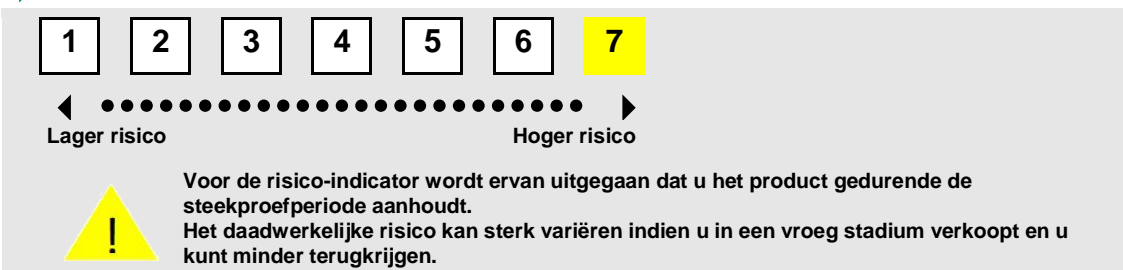 1 2 3 4 5 6 7
Lager risico Hoger risico
Voor de risico-indicator wordt ervan uitgegaan dat u het product gedurende de
steekproefperiode aanhoudt.
Het daadwerkelijke risico kan sterk variëren indien u in een vroeg stadium verkoopt en u
kunt minder terugkrijgen.
!